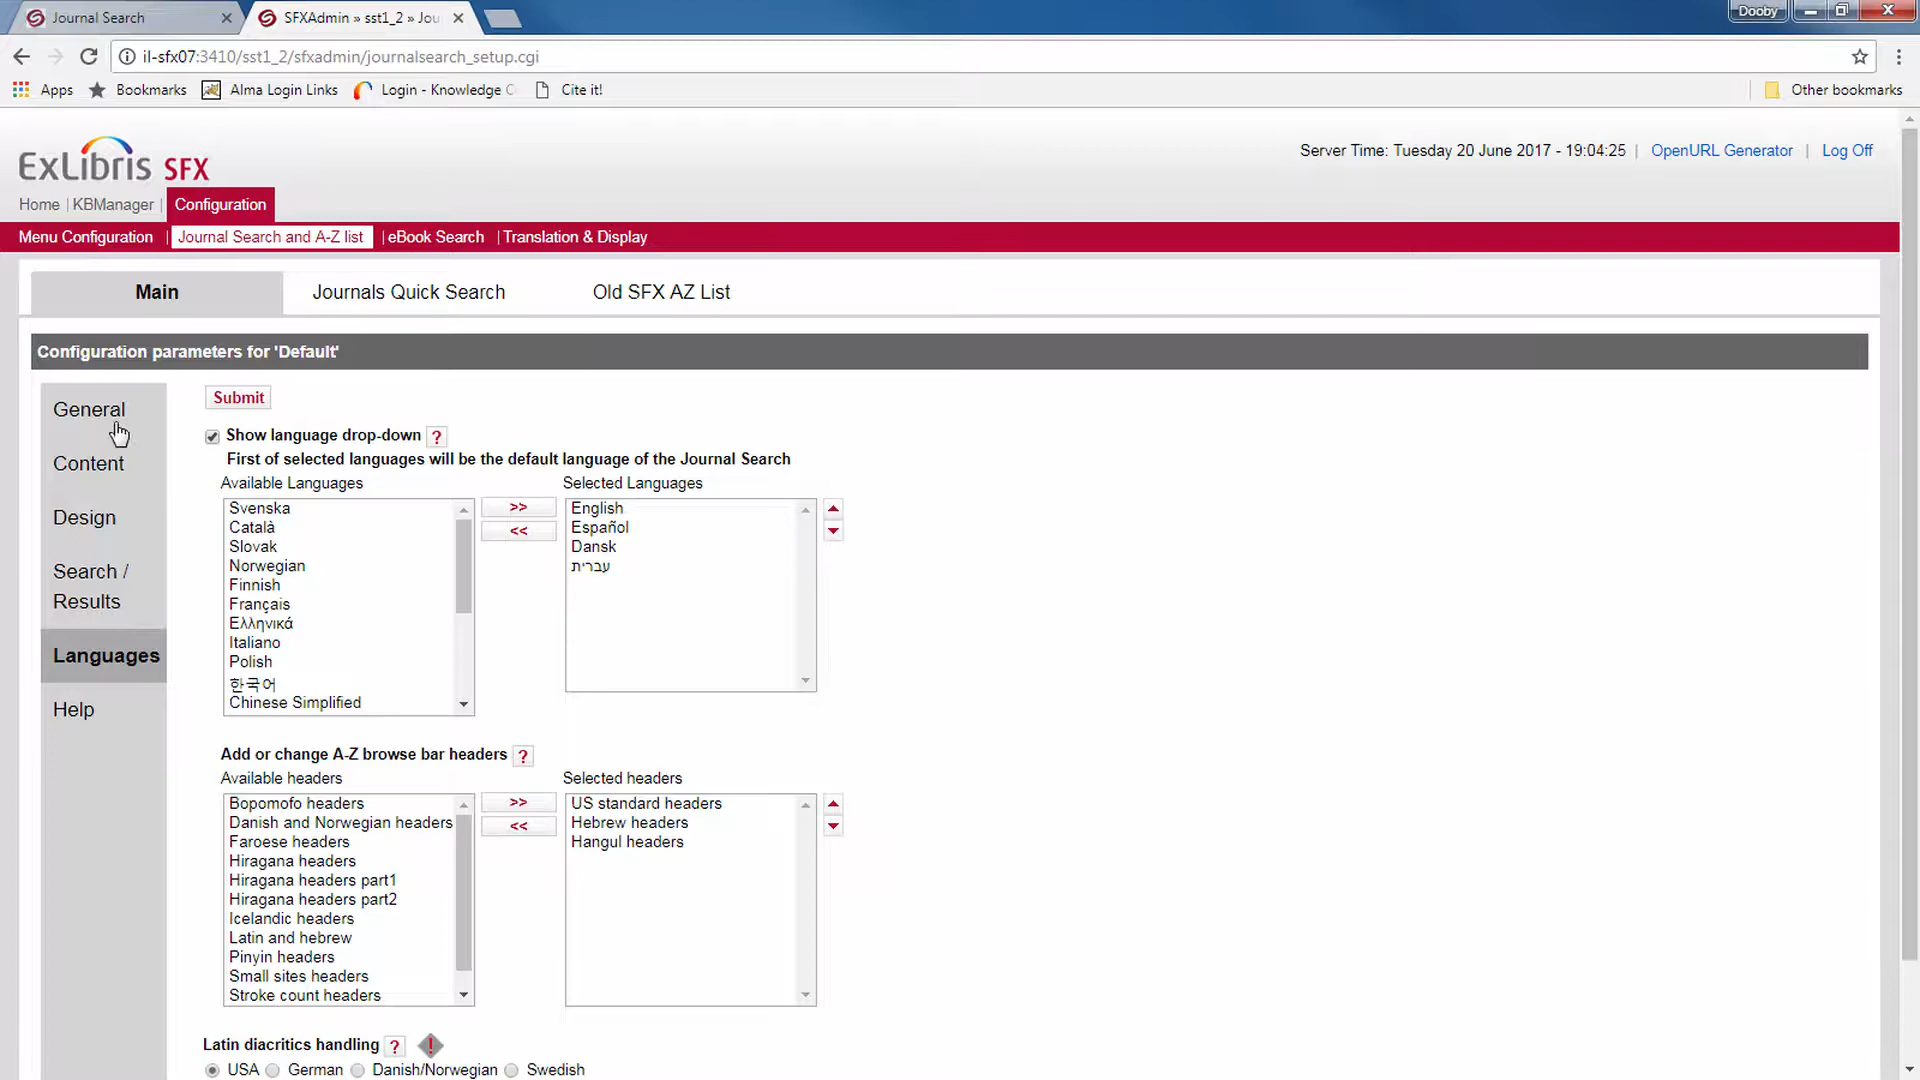 Journal Search
SFXAdmin » sst1_2 » Jou
Dooby
il-sfx07:3410/sst1_2/sfxadmin/journalsearch_setup.cgi
Apps Bookmarks Alma Login Links Login - Knowledge C Cite it! Other bookmarks
ExLibris SFX
Server Time: Tuesday 20 June 2017 - 19:04:25 | OpenURL Generator | Log Off
Home | KBManager | Configuration
Menu Configuration | Journal Search and A-Z list | eBook Search | Translation & Display
Main Journals Quick Search Old SFX AZ List
Configuration parameters for 'Default'
General
Content
Design
Search /
Results
Languages
Help
Submit
Show language drop-down ?
First of selected languages will be the default language of the Journal Search
Available Languages
Svenska
Català
Slovak
Norwegian
Finnish
Français
Ελληνικά
Italiano
Polish
한국어
Chinese Simplified
>>
<<
Selected Languages
English
Español
Dansk
עברית
Add or change A-Z browse bar headers ?
Available headers
Bopomofo headers
Danish and Norwegian headers
Faroese headers
Hiragana headers
Hiragana headers part1
Hiragana headers part2
Icelandic headers
Latin and hebrew
Pinyin headers
Small sites headers
Stroke count headers
>>
<<
Selected headers
US standard headers
Hebrew headers
Hangul headers
Latin diacritics handling ? !
USA German Danish/Norwegian Swedish